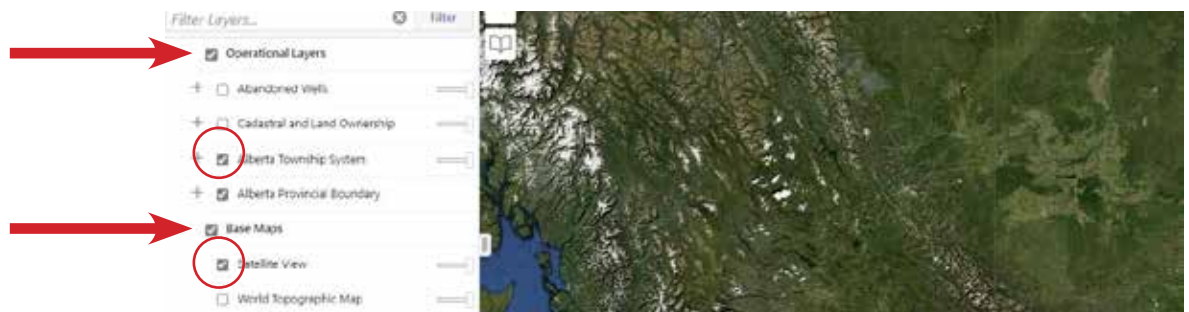 Filter Layers... Filter
Operational Layers
Abandoned Wells
Cadastral and Land Ownership
Alberta Township System
Alberta Provincial Boundary
Base Maps
Satellite View
World Topographic Map